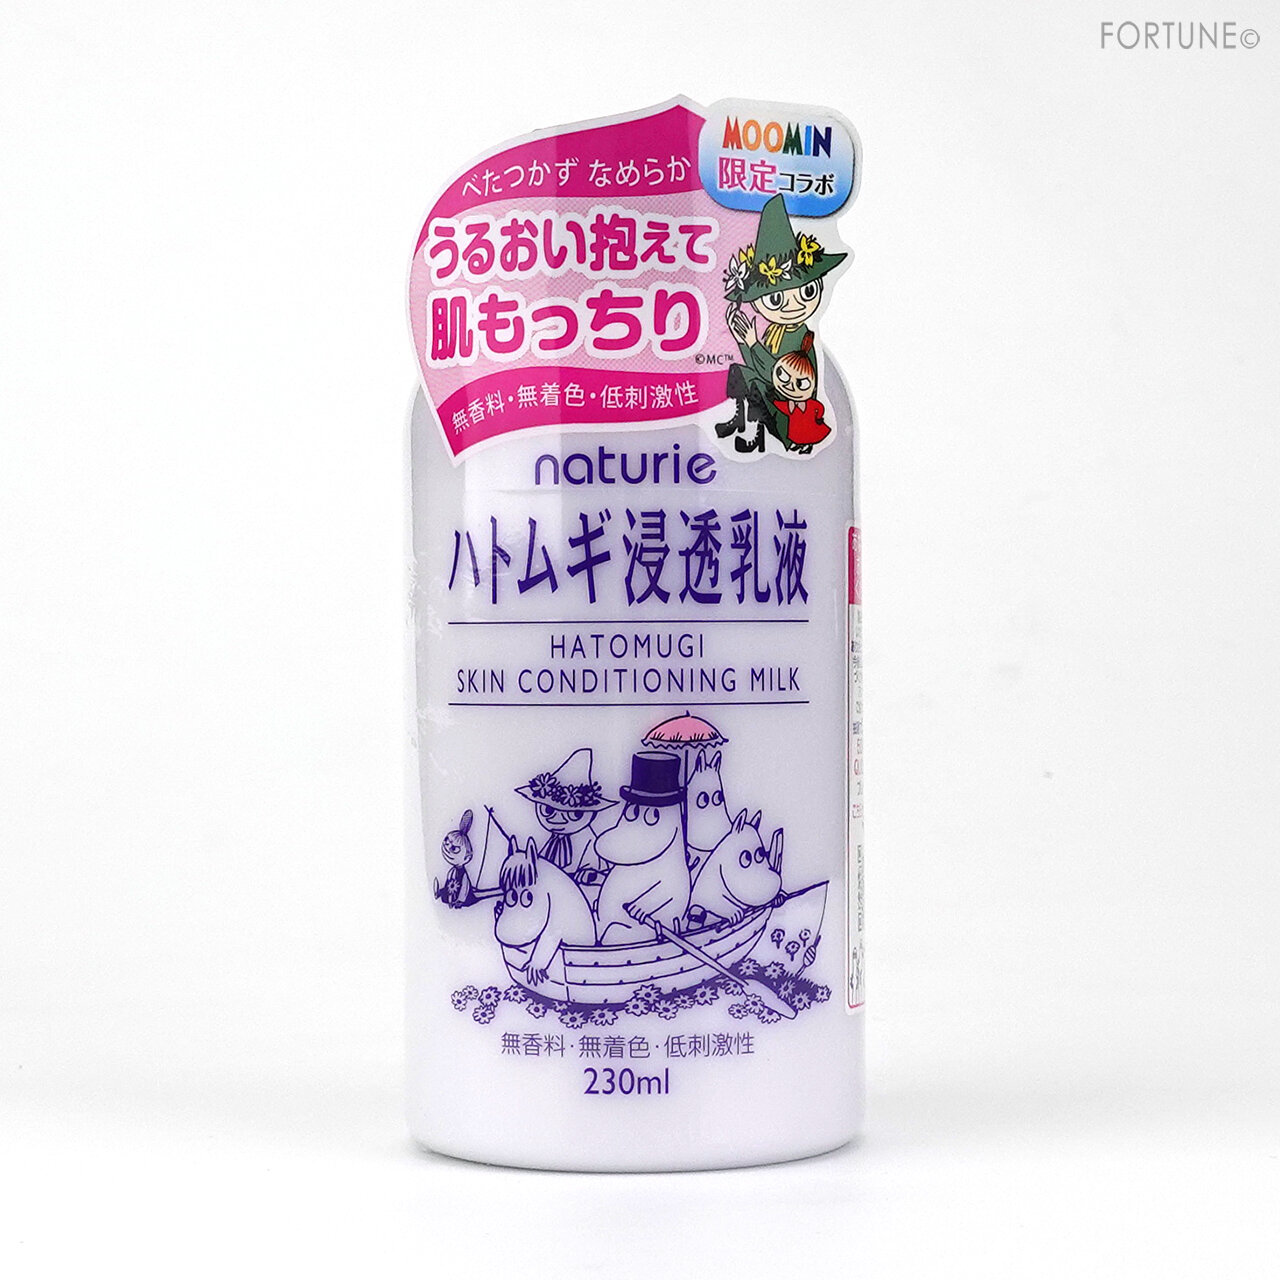 FORTUNE©
MOOMIN
限定コラボ
べたつかず なめらか
うるおい抱えて
肌もっちり
©MC™
無香料・無着色・低刺激性
naturie
ハトムギ浸透乳液
HATOMUGI
SKIN CONDITIONING MILK
無香料・無着色・低刺激性
230ml